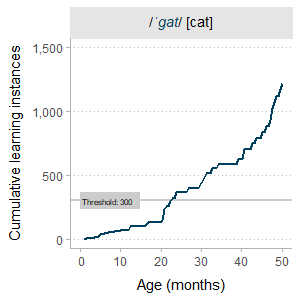 /ˈgat/ [cat]
Cumulative learning instances
1,500
1,000
500
0
Threshold: 300
0 10 20 30 40 50
Age (months)